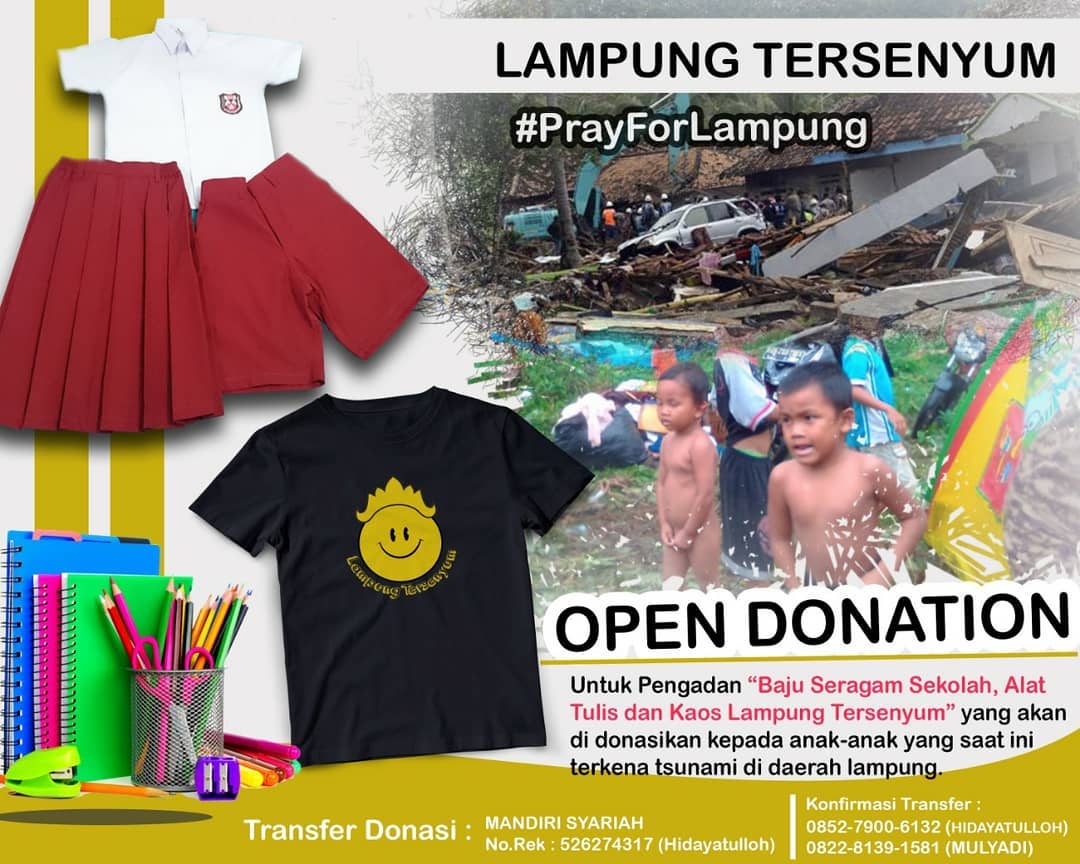 LAMPUNG TERSENYUM
#PrayForLampung
Lampung Tersenyum
OPEN DONATION
Untuk Pengadan “Baju Seragam Sekolah, Alat
Tulis dan Kaos Lampung Tersenyum” yang akan
di donasikan kepada anak-anak yang saat ini
terkena tsunami di daerah lampung.
Transfer Donasi :
MANDIRI SYARIAH
No.Rek : 526274317 (Hidayatulloh)
Konfirmasi Transfer :
0852-7900-6132 (HIDAYATULLOH)
0822-8139-1581 (MULYADI)